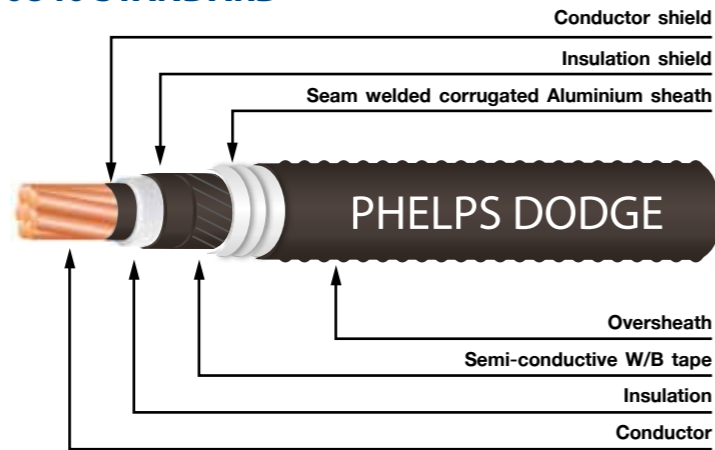 Conductor shield
Insulation shield
Seam welded corrugated Aluminium sheath
PHELPS DODGE
Oversheath
Semi-conductive W/B tape
Insulation
Conductor